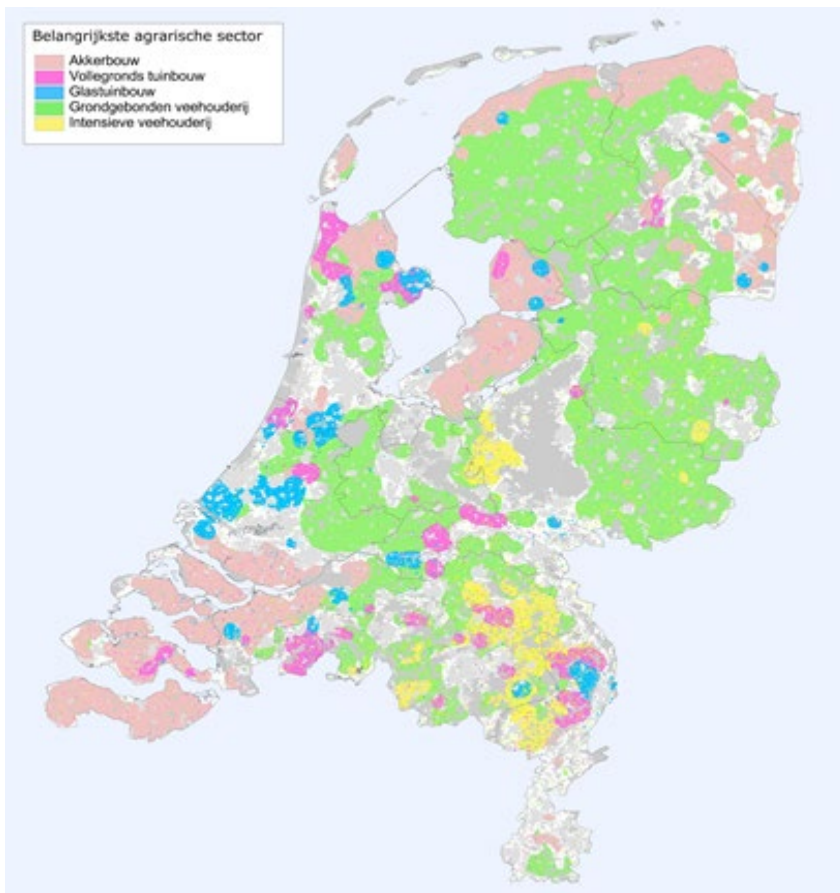 Belangrijkste agrarische sector
Akkerbouw
Vollegronds tuinbouw
Glastuinbouw
Grondgebonden veehouderij
Intensieve veehouderij